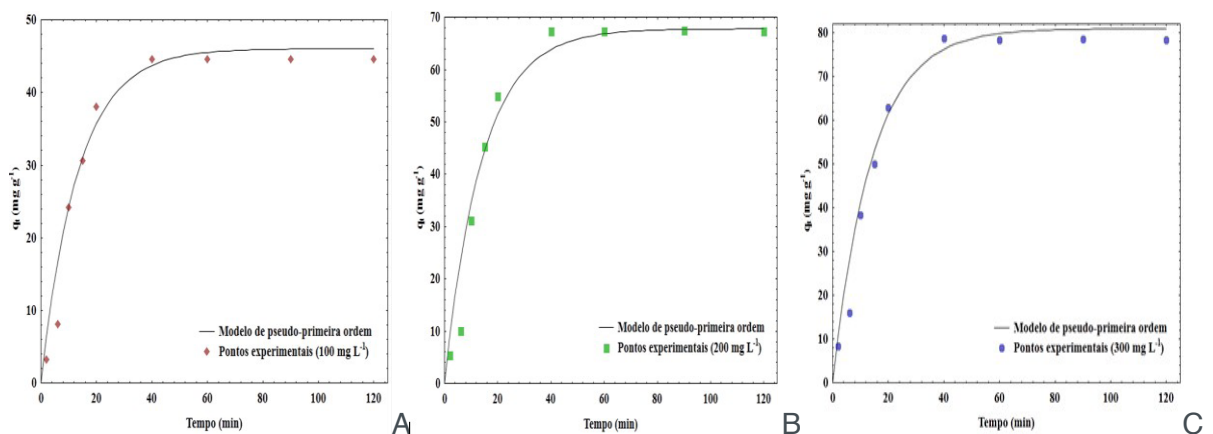 50
40
30
20
10
0
q_t (mg g⁻¹)
Modelo de pseudo-primeira ordem
Pontos experimentais (100 mg L⁻¹)
0 20 40 60 80 100 120
Tempo (min)
A
70
60
50
40
30
20
10
0
q_t (mg g⁻¹)
Modelo de pseudo-primeira ordem
Pontos experimentais (200 mg L⁻¹)
0 20 40 60 80 100 120
Tempo (min)
B
80
70
60
50
40
30
20
10
0
q_t (mg g⁻¹)
Modelo de pseudo-primeira ordem
Pontos experimentais (300 mg L⁻¹)
0 20 40 60 80 100 120
Tempo (min)
C